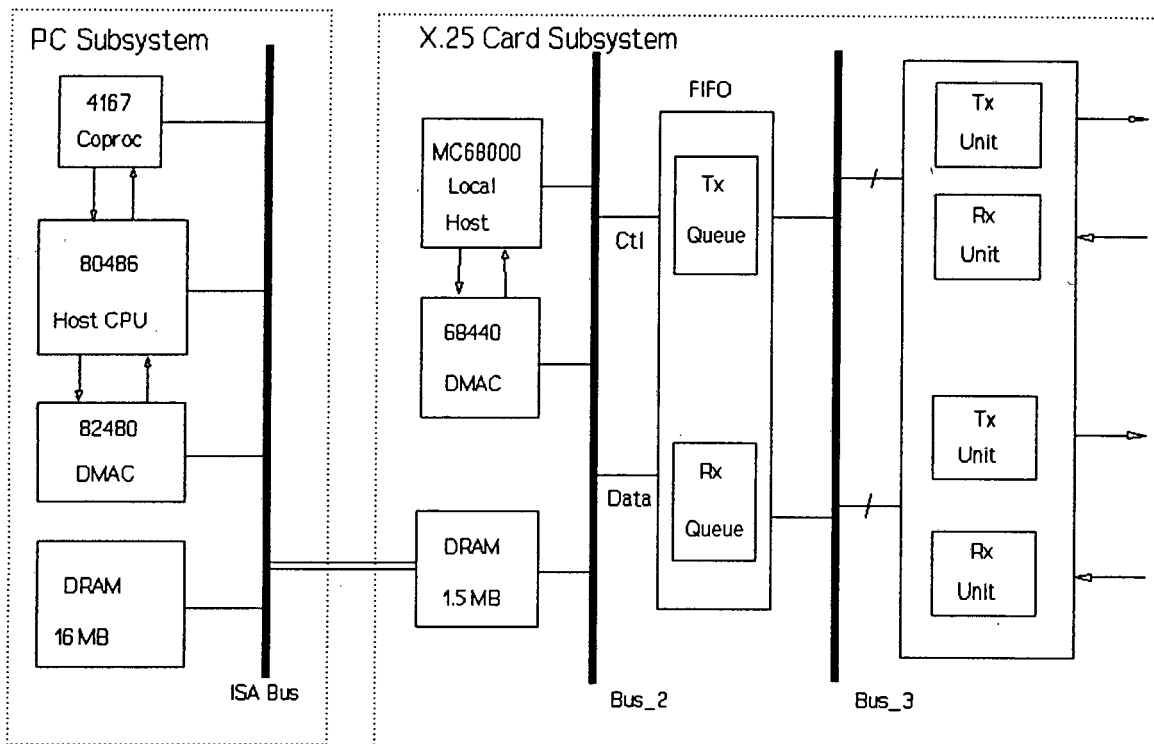 PC Subsystem
4167
Coproc
80486
Host CPU
82480
DMAC
DRAM
16 MB
ISA Bus
X.25 Card Subsystem
MC68000
Local
Host
68440
DMAC
DRAM
1.5 MB
Ctl
Data
Bus_2
FIFO
Tx
Queue
Rx
Queue
Bus_3
Tx
Unit
Rx
Unit
Tx
Unit
Rx
Unit